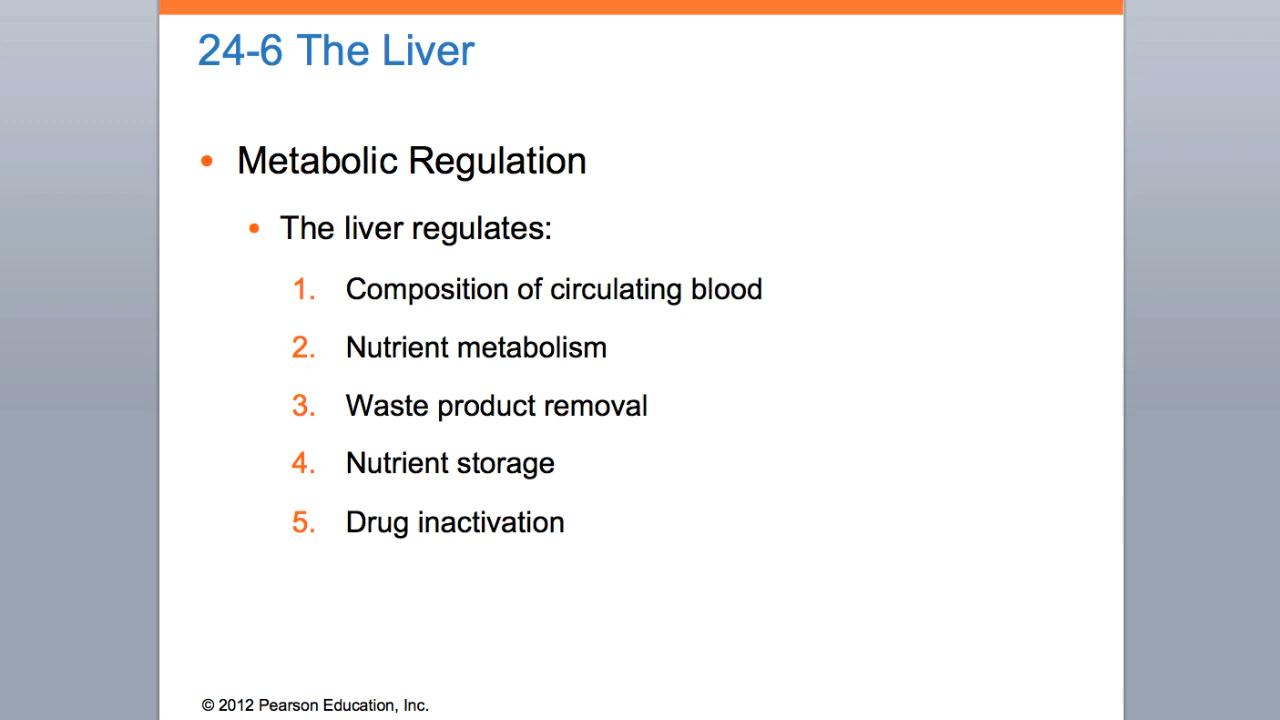 24-6 The Liver
• Metabolic Regulation
• The liver regulates:
1. Composition of circulating blood
2. Nutrient metabolism
3. Waste product removal
4. Nutrient storage
5. Drug inactivation
© 2012 Pearson Education, Inc.